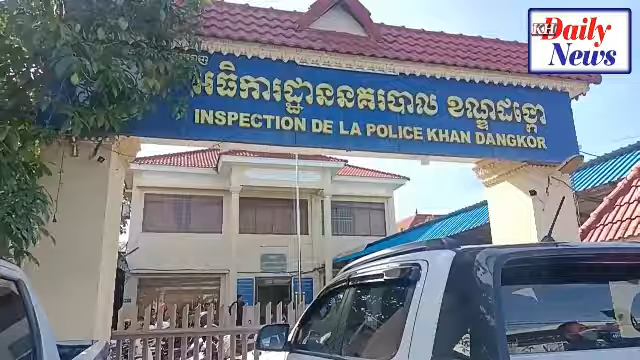 KH
Daily
News
អធិការដ្ឋាននគរបាល ខណ្ឌដង្កោ
INSPECTION DE LA POLICE KHAN DANGKOR